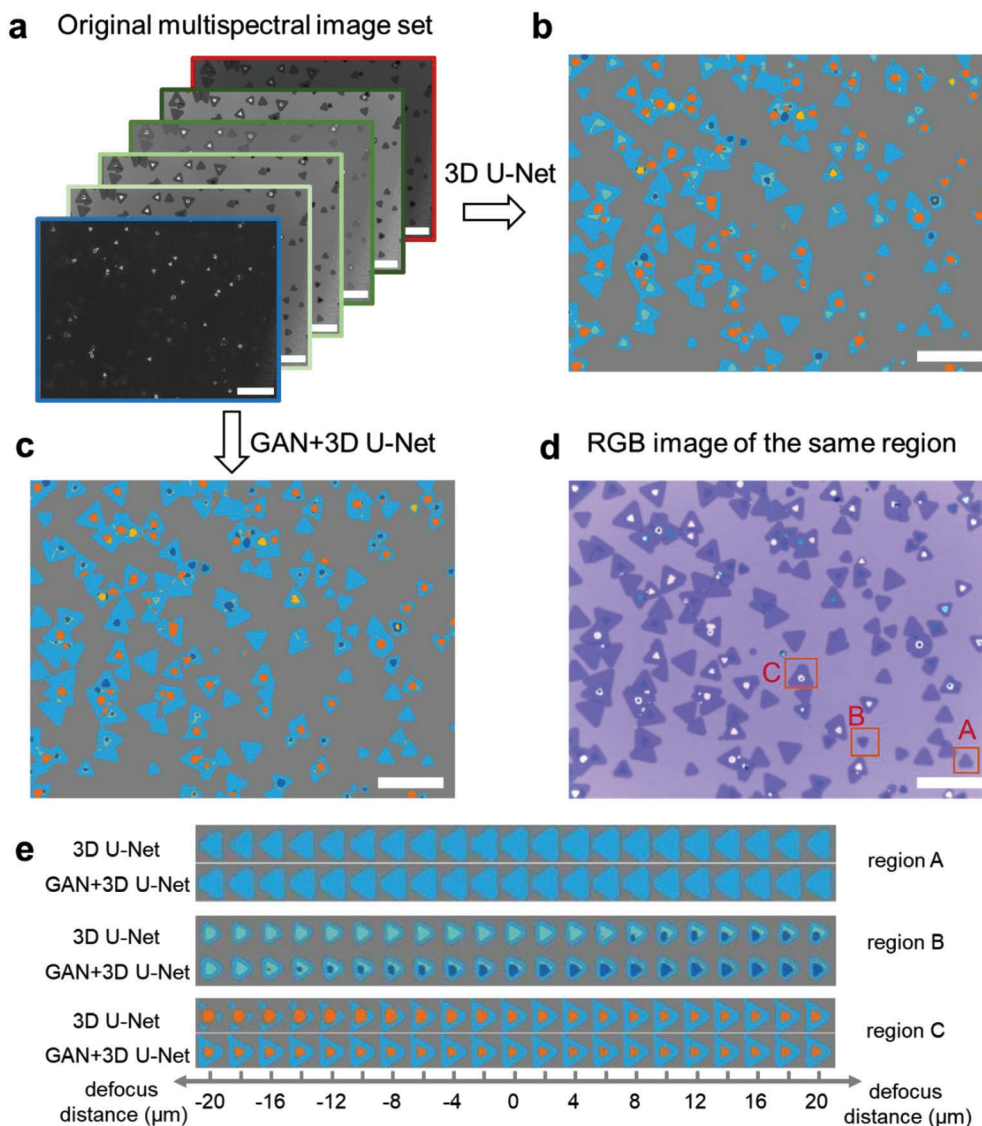 a Original multispectral image set
b
3D U-Net
c GAN+3D U-Net
d RGB image of the same region
C
B
A
e
3D U-Net
GAN+3D U-Net
region A
3D U-Net
GAN+3D U-Net
region B
3D U-Net
GAN+3D U-Net
region C
defocus
distance (µm)
-20 -16 -12 -8 -4 0 4 8 12 16 20
defocus
distance (µm)